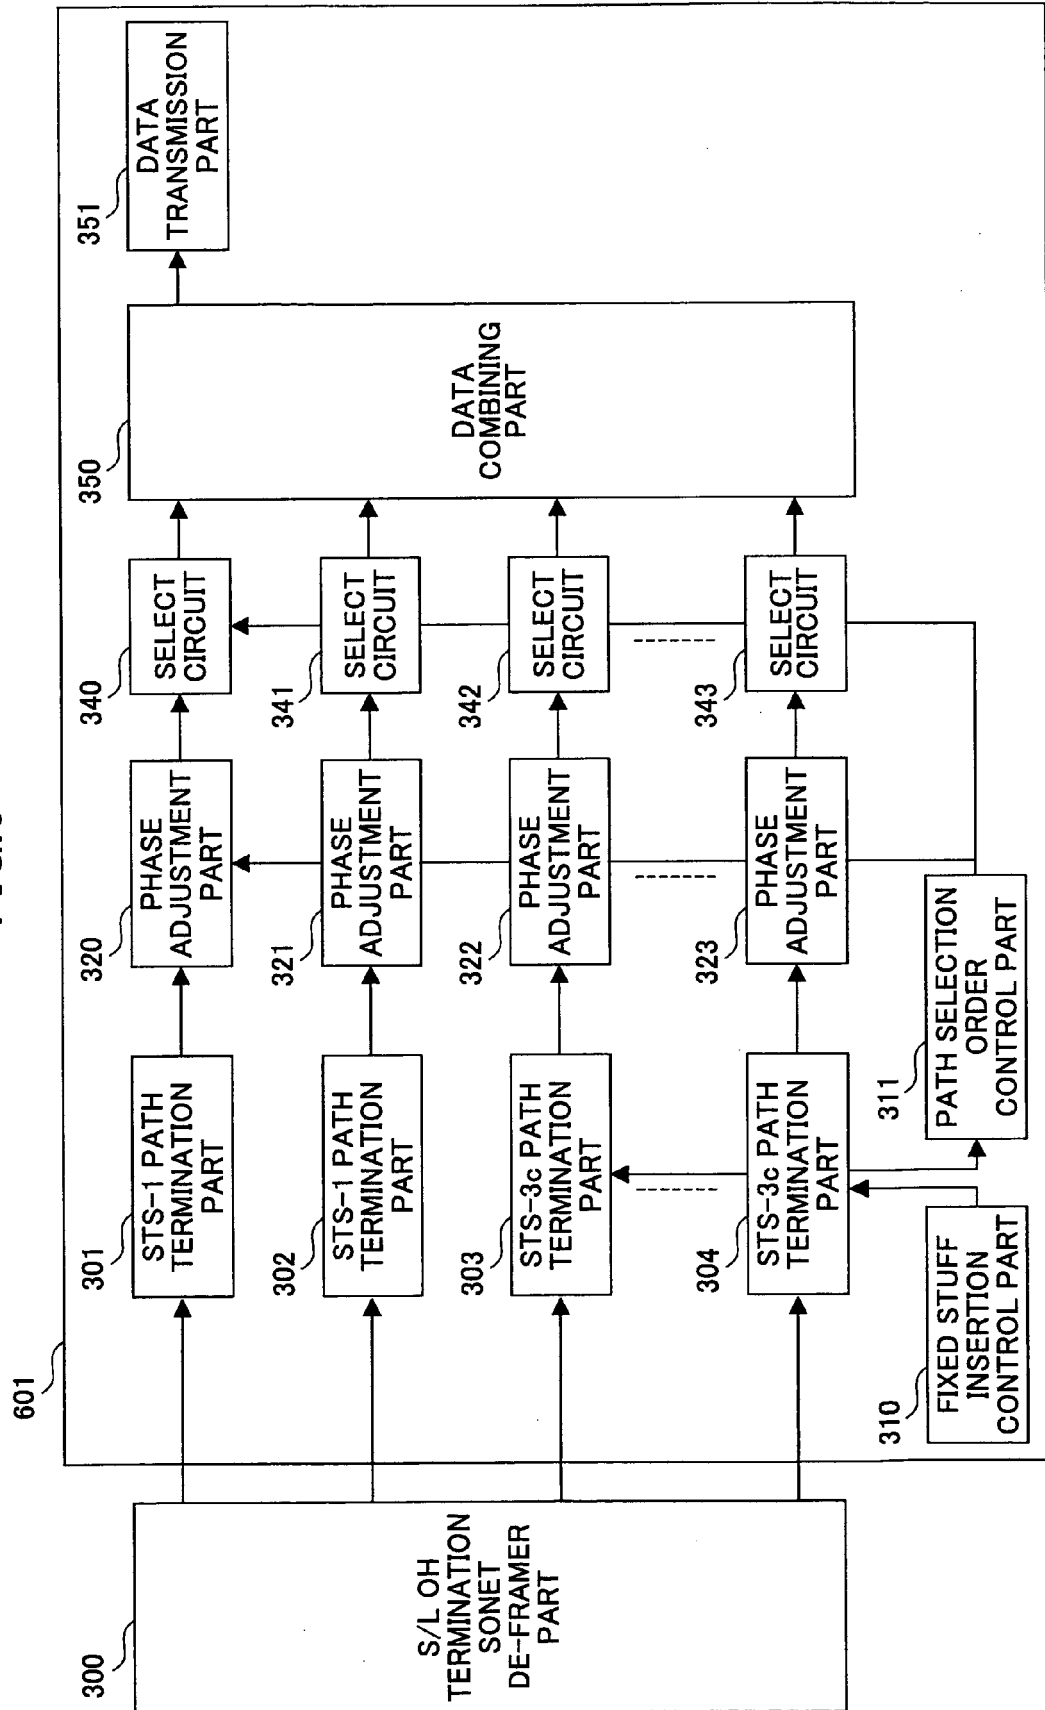 601
300
S/L OH
TERMINATION
SONET
DE-FRAMER
PART
301
STS-1 PATH
TERMINATION
PART
320
PHASE
ADJUSTMENT
PART
340
SELECT
CIRCUIT
350
DATA
COMBINING
PART
351
DATA
TRANSMISSION
PART
302
STS-1 PATH
TERMINATION
PART
321
PHASE
ADJUSTMENT
PART
341
SELECT
CIRCUIT
303
STS-3c PATH
TERMINATION
PART
322
PHASE
ADJUSTMENT
PART
342
SELECT
CIRCUIT
304
STS-3c PATH
TERMINATION
PART
323
PHASE
ADJUSTMENT
PART
343
SELECT
CIRCUIT
310
FIXED STUFF
INSERTION
CONTROL PART
311
PATH SELECTION
ORDER
CONTROL PART